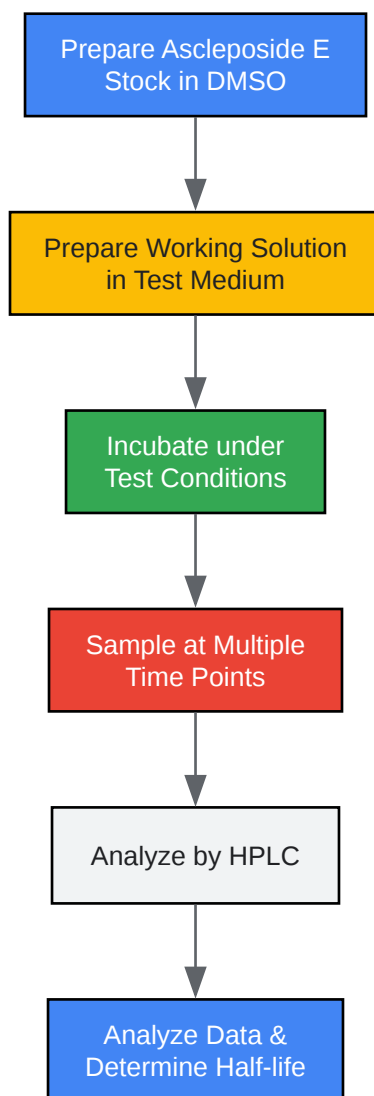 Prepare Ascleposide E
Stock in DMSO
Prepare Working Solution
in Test Medium
Incubate under
Test Conditions
Sample at Multiple
Time Points
Analyze by HPLC
Analyze Data &
Determine Half-life